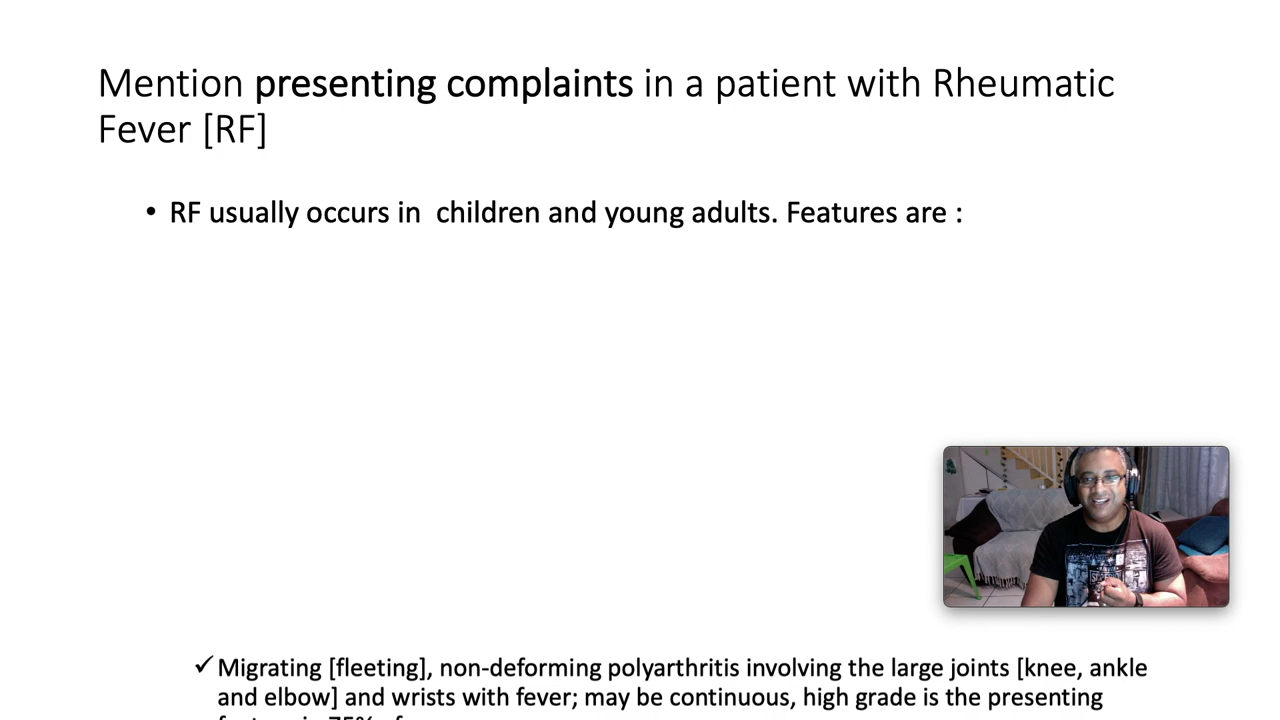 Mention presenting complaints in a patient with Rheumatic
Fever [RF]
• RF usually occurs in  children and young adults. Features are :
✓ Migrating [fleeting], non-deforming polyarthritis involving the large joints [knee, ankle
and elbow] and wrists with fever; may be continuous, high grade is the presenting